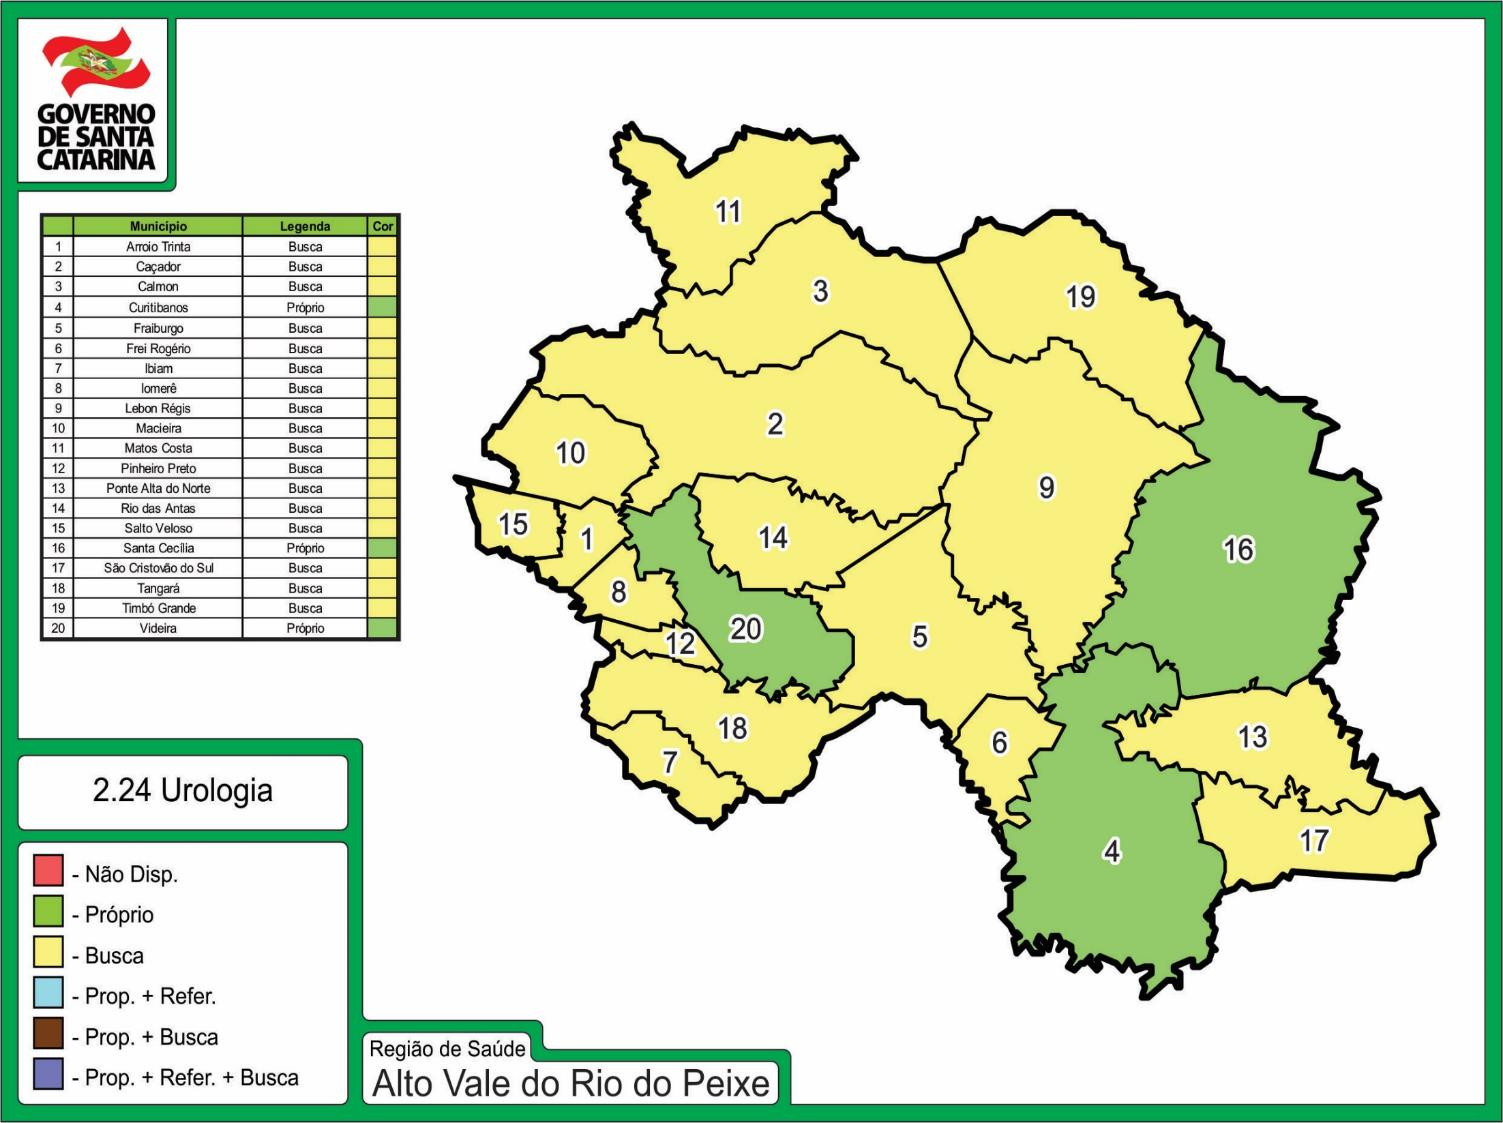 GOVERNO
DE SANTA
CATARINA
Município Legenda Cor
1 Arroio Trinta Busca
2 Caçador Busca
3 Calmon Busca
4 Curitibanos Próprio
5 Fraiburgo Busca
6 Frei Rogério Busca
7 Ibiam Busca
8 Iomerê Busca
9 Lebon Régis Busca
10 Macieira Busca
11 Matos Costa Busca
12 Pinheiro Preto Busca
13 Ponte Alta do Norte Busca
14 Rio das Antas Busca
15 Salto Veloso Busca
16 Santa Cecília Próprio
17 São Cristovão do Sul Busca
18 Tangará Busca
19 Timbó Grande Busca
20 Videira Próprio
11
3
19
2
10
9
15
1
14
16
8
20
12
5
18
7
6
13
4
17
2.24 Urologia
- Não Disp.
- Próprio
- Busca
- Prop. + Refer.
- Prop. + Busca
- Prop. + Refer. + Busca
Região de Saúde
Alto Vale do Rio do Peixe